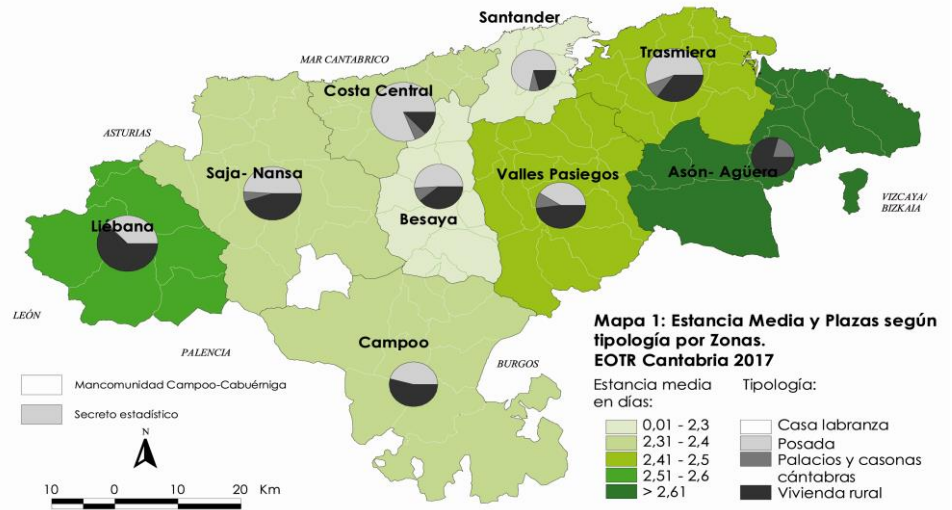 Santander
MAR CANTABRICO
Trasmiera
Costa Central
ASTURIAS
Saja- Nansa
Valles Pasiegos
Asón- Agüera
Besaya
VIZCAYA/
BIZKAIA
Liébana
LEÓN
PALENCIA
Campoo
BURGOS
Mancomunidad Campoo-Cabuérniga
Secreto estadístico
N
10 0 10 20 Km
Mapa 1: Estancia Media y Plazas según
tipología por Zonas.
EOTR Cantabria 2017
Estancia media
en días:
0,01 - 2,3
2,31 - 2,4
2,41 - 2,5
2,51 - 2,6
> 2,61
Tipología:
Casa labranza
Posada
Palacios y casonas
cántabras
Vivienda rural